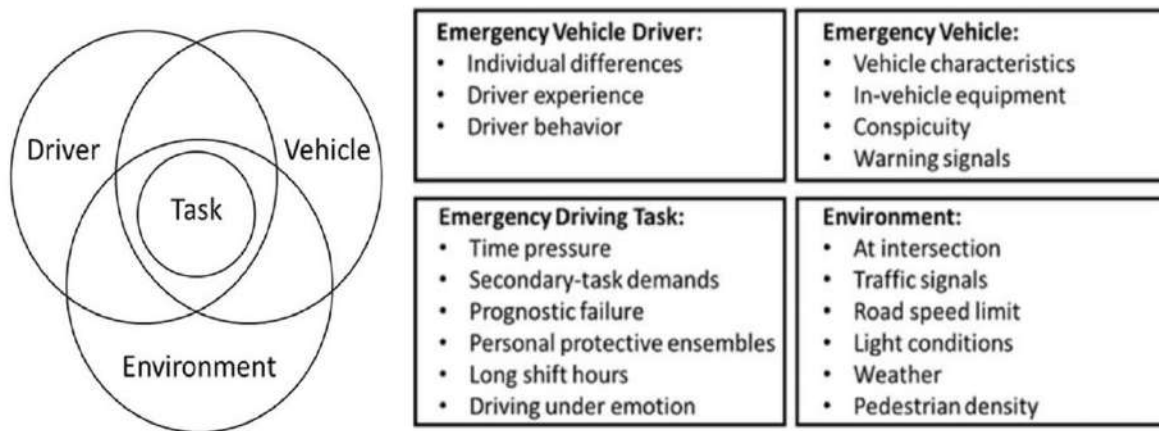 Driver
Vehicle
Task
Environment
Emergency Vehicle Driver:
• Individual differences
• Driver experience
• Driver behavior
Emergency Vehicle:
• Vehicle characteristics
• In-vehicle equipment
• Conspicuity
• Warning signals
Emergency Driving Task:
• Time pressure
• Secondary-task demands
• Prognostic failure
• Personal protective ensembles
• Long shift hours
• Driving under emotion
Environment:
• At intersection
• Traffic signals
• Road speed limit
• Light conditions
• Weather
• Pedestrian density